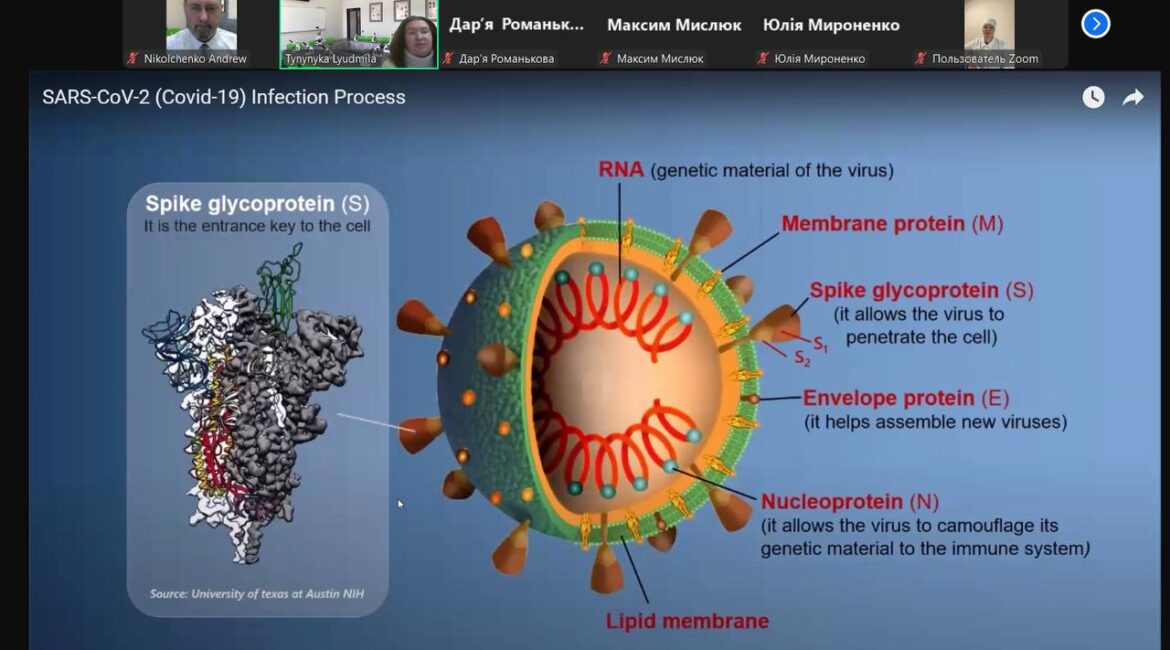 Дар’я Романьк...
Максим Мислюк
Юлія Мироненко
Nikolchenko Andrew
Tynynyka Lyudmila
Дар’я Романькова
Максим Мислюк
Юлія Мироненко
Пользователь Zoom
SARS-CoV-2 (Covid-19) Infection Process
Spike glycoprotein (S)
It is the entrance key to the cell
Source: University of texas at Austin NIH
RNA (genetic material of the virus)
Membrane protein (M)
Spike glycoprotein (S)
(it allows the virus to
penetrate the cell)
S1
S2
Envelope protein (E)
(it helps assemble new viruses)
Nucleoprotein (N)
(it allows the virus to camouflage its
genetic material to the immune system)
Lipid membrane